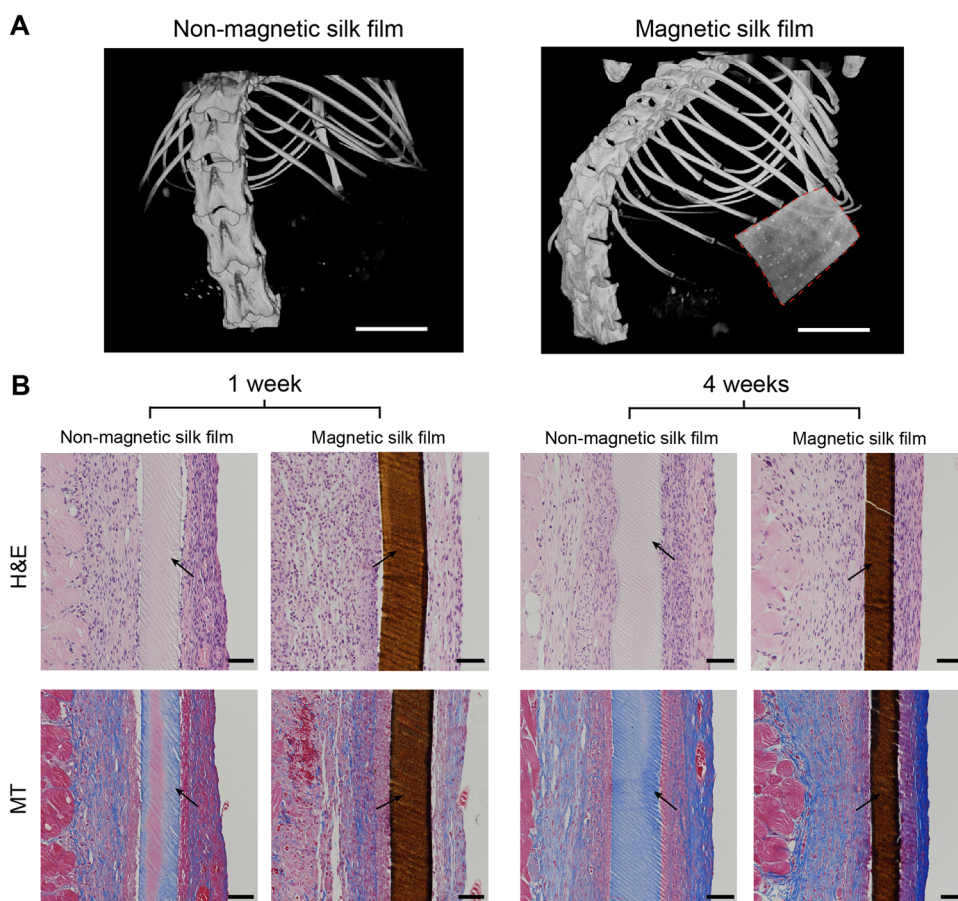 A
Non-magnetic silk film
Magnetic silk film
B
1 week
4 weeks
Non-magnetic silk film
Magnetic silk film
Non-magnetic silk film
Magnetic silk film
H&E
MT